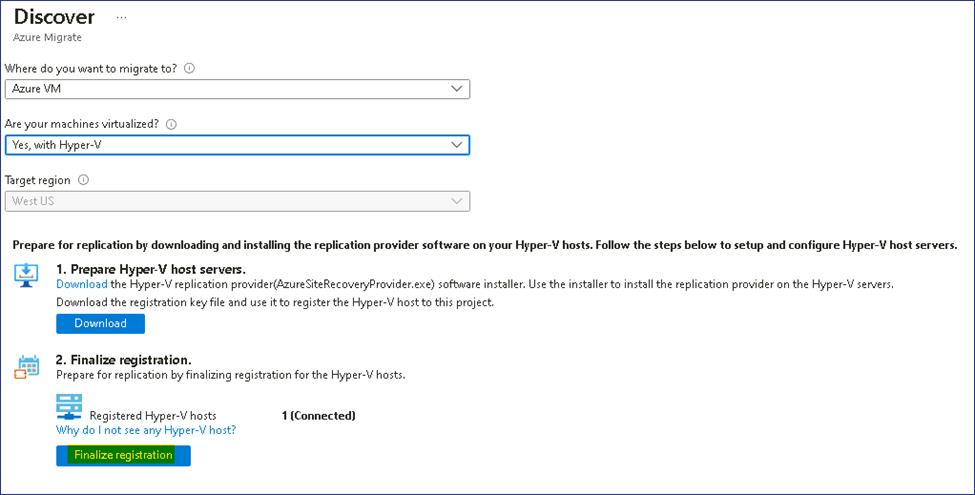 Discover ...
Azure Migrate
Where do you want to migrate to?
Azure VM
Are your machines virtualized?
Yes, with Hyper-V
Target region
West US
Prepare for replication by downloading and installing the replication provider software on your Hyper-V hosts. Follow the steps below to setup and configure Hyper-V host servers.
1. Prepare Hyper-V host servers.
Download the Hyper-V replication provider(AzureSiteRecoveryProvider.exe) software installer. Use the installer to install the replication provider on the Hyper-V servers.
Download the registration key file and use it to register the Hyper-V host to this project.
Download
2. Finalize registration.
Prepare for replication by finalizing registration for the Hyper-V hosts.
Registered Hyper-V hosts 1 (Connected)
Why do I not see any Hyper-V host?
Finalize registration